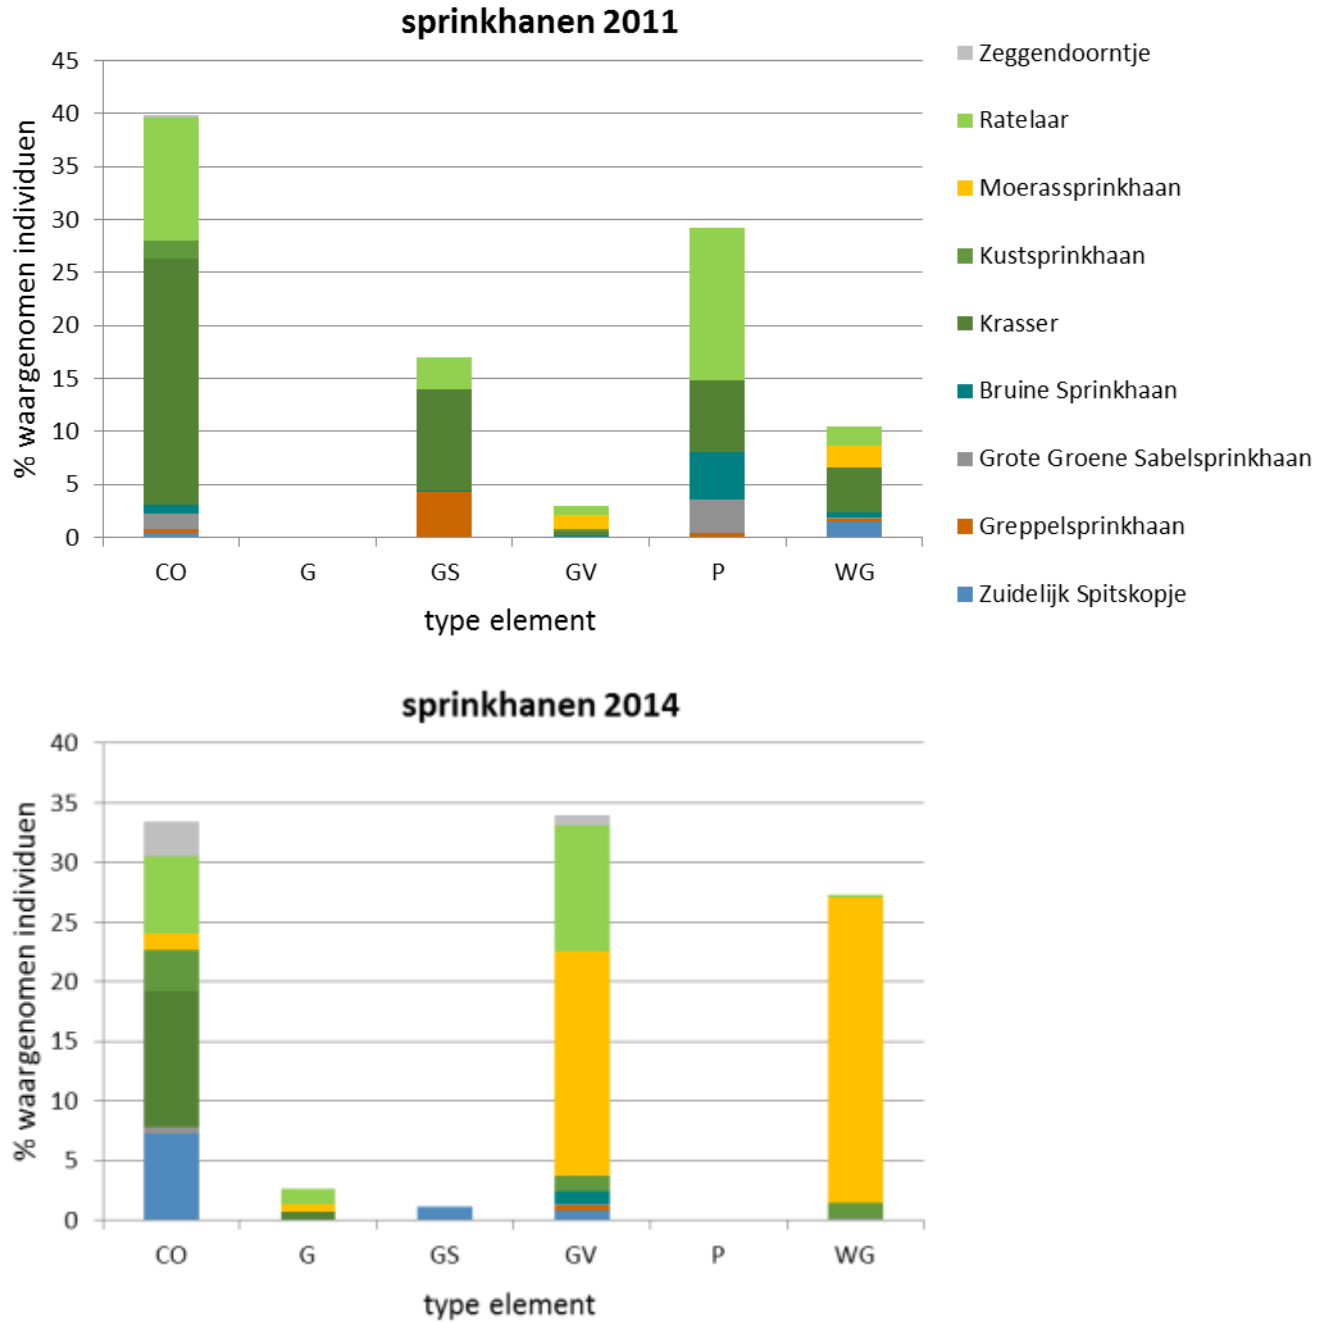 sprinkhanen 2011
% waargenomen individuen
45
40
35
30
25
20
15
10
5
0
CO G GS GV P WG
type element
Zeggendoorntje
Ratelaar
Moerassprinkhaan
Kustsprinkhaan
Krasser
Bruine Sprinkhaan
Grote Groene Sabelsprinkhaan
Greppelsprinkhaan
Zuidelijk Spitskopje
sprinkhanen 2014
% waargenomen individuen
40
35
30
25
20
15
10
5
0
CO G GS GV P WG
type element